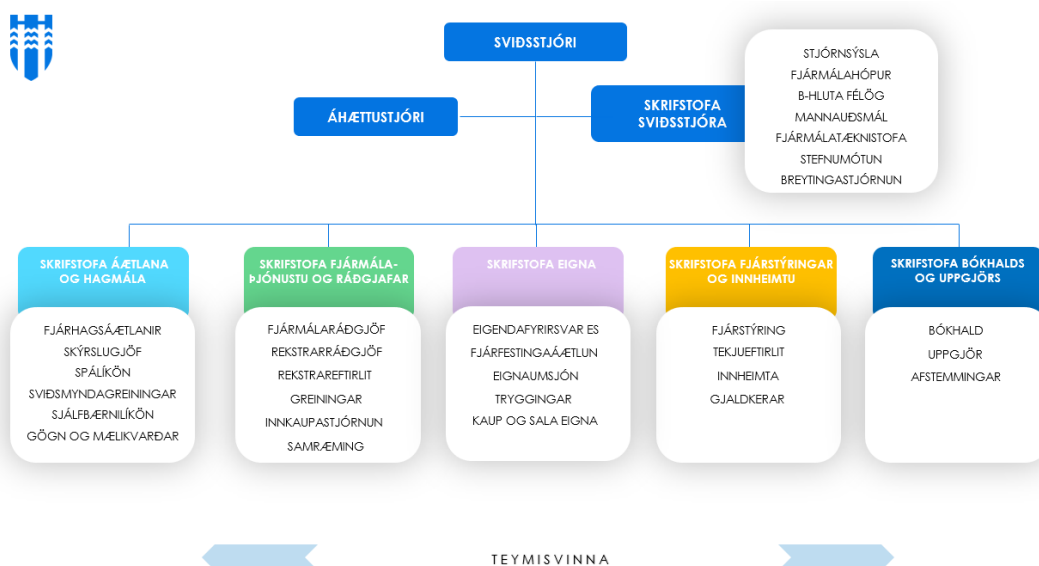 SVIÐSSTJÓRI
ÁHÆTTUSTJÓRI
SKRIFSTOFA
SVIÐSSTJÓRA
STJÓRNSÝSLA
FJÁRMÁLAHÓPUR
B-HLUTA FÉLÖG
MANNAUÐSMÁL
FJÁRMÁLATÆKNISTOFA
STEFNUMÓTUN
BREYTINGASTJÓRNUN
SKRIFSTOFA ÁÆTLANA
OG HAGMÁLA
FJÁRHAGSÁÆTLANIR
SKÝRSLUGJÖF
SPÁLÍKÖN
SVIÐSMYNDAGREININGAR
SJÁLFBÆRNILÍKÖN
GÖGN OG MÆLIKVARÐAR
SKRIFSTOFA FJÁRMÁLA-
ÞJÓNUSTU OG RÁÐGJAFAR
FJÁRMÁLARÁÐGJÖF
REKSTRARRÁÐGJÖF
REKSTRAREFTIRLIT
GREININGAR
INNKAUPASTJÓRNUN
SAMRÆMING
SKRIFSTOFA EIGNA
EIGENDAFYRIRSVAR ES
FJÁRFESTINGAÁÆTLUN
EIGNAUMSJÓN
TRYGGINGAR
KAUP OG SALA EIGNA
SKRIFSTOFA FJÁRSTÝRINGAR
OG INNHEIMTU
FJÁRSTÝRING
TEKJUEFTIRLIT
INNHEIMTA
GJALDKERAR
SKRIFSTOFA BÓKHALDS
OG UPPGJÖRS
BÓKHALD
UPPGJÖR
AFSTEMMINGAR
TEYMISVINNA